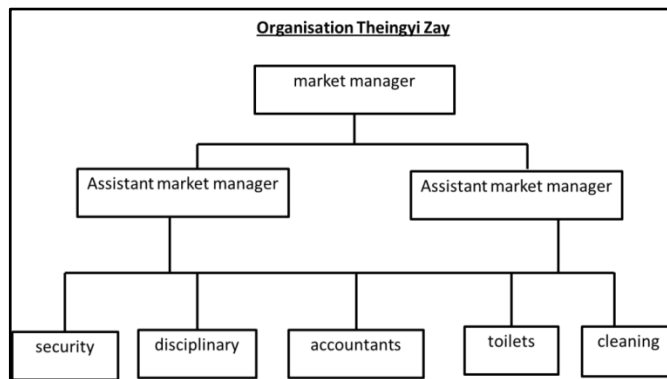 Organisation Theingyi Zay
market manager
Assistant market manager
Assistant market manager
security
disciplinary
accountants
toilets
cleaning